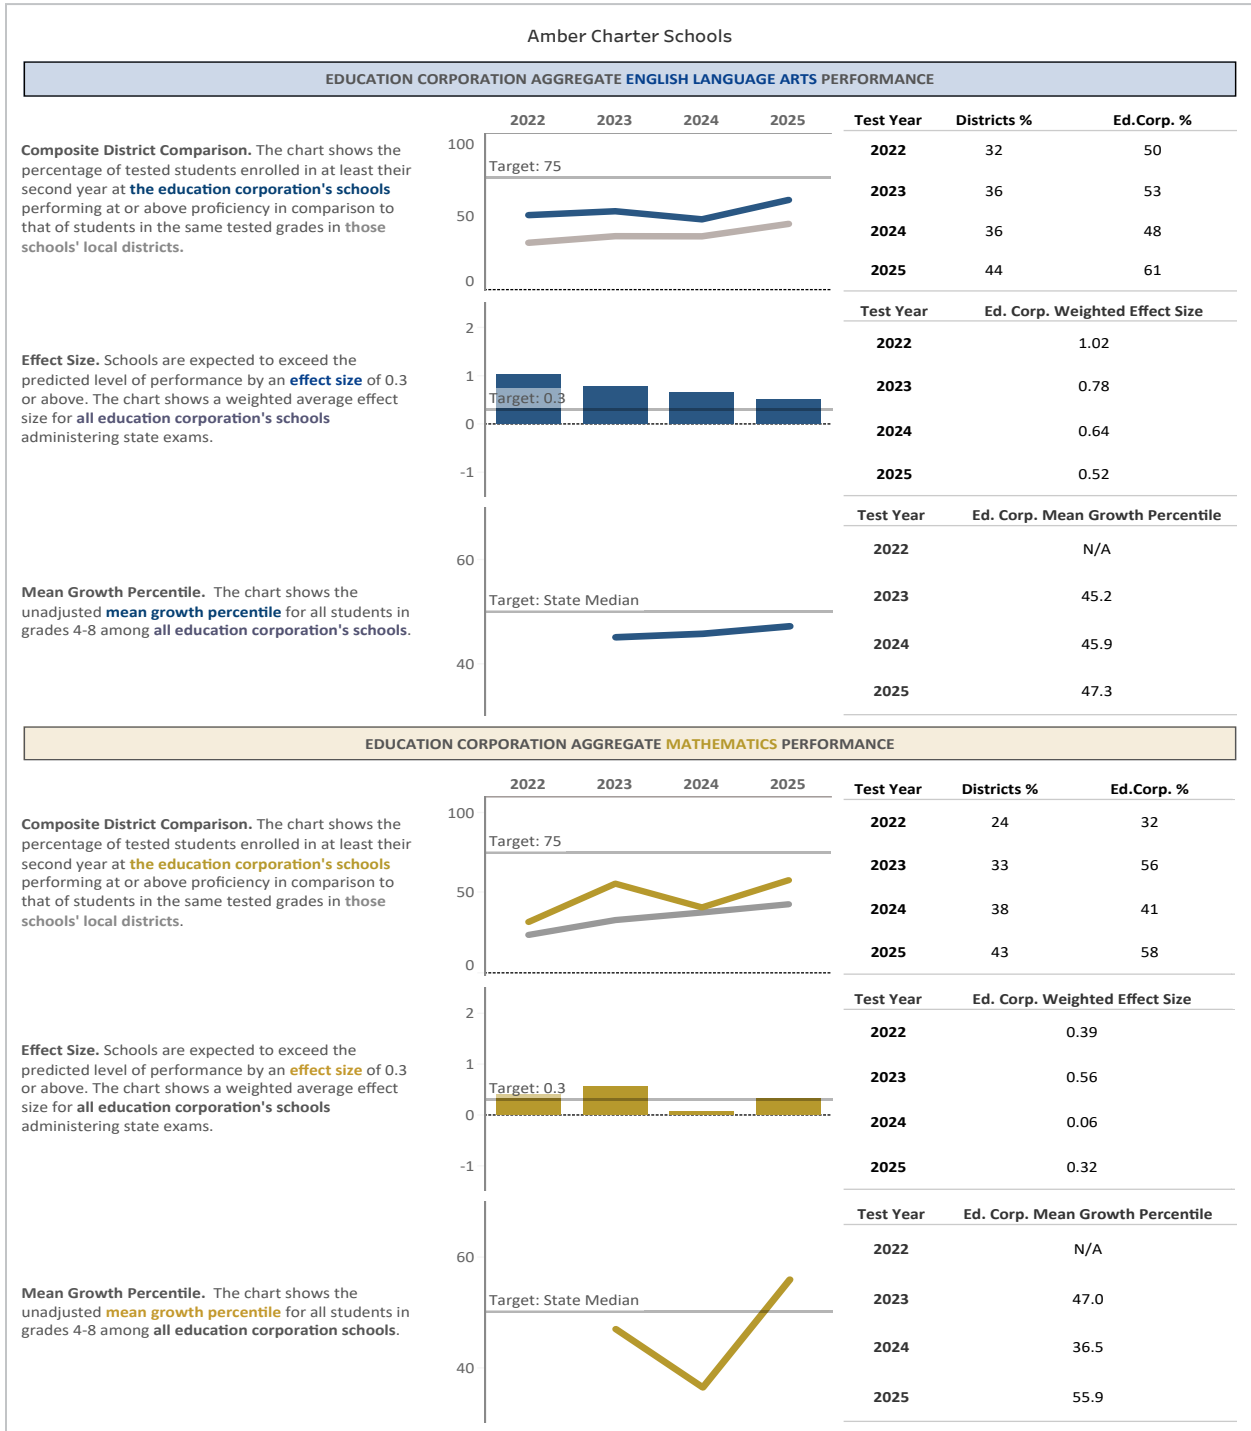 Amber Charter Schools
EDUCATION CORPORATION AGGREGATE ENGLISH LANGUAGE ARTS PERFORMANCE
Composite District Comparison. The chart shows the
percentage of tested students enrolled in at least their
second year at the education corporation's schools
performing at or above proficiency in comparison to
that of students in the same tested grades in those
schools' local districts.
2022 2023 2024 2025
100
Target: 75
50
0
Test Year Districts % Ed.Corp. %
2022 32 50
2023 36 53
2024 36 48
2025 44 61
Effect Size. Schools are expected to exceed the
predicted level of performance by an effect size of 0.3
or above. The chart shows a weighted average effect
size for all education corporation's schools
administering state exams.
2
1
Target: 0.3
0
-1
Test Year Ed. Corp. Weighted Effect Size
2022 1.02
2023 0.78
2024 0.64
2025 0.52
Mean Growth Percentile. The chart shows the
unadjusted mean growth percentile for all students in
grades 4-8 among all education corporation's schools.
60
Target: State Median
40
Test Year Ed. Corp. Mean Growth Percentile
2022 N/A
2023 45.2
2024 45.9
2025 47.3
EDUCATION CORPORATION AGGREGATE MATHEMATICS PERFORMANCE
Composite District Comparison. The chart shows the
percentage of tested students enrolled in at least their
second year at the education corporation's schools
performing at or above proficiency in comparison to
that of students in the same tested grades in those
schools' local districts.
2022 2023 2024 2025
100
Target: 75
50
0
Test Year Districts % Ed.Corp. %
2022 24 32
2023 33 56
2024 38 41
2025 43 58
Effect Size. Schools are expected to exceed the
predicted level of performance by an effect size of 0.3
or above. The chart shows a weighted average effect
size for all education corporation's schools
administering state exams.
2
1
Target: 0.3
0
-1
Test Year Ed. Corp. Weighted Effect Size
2022 0.39
2023 0.56
2024 0.06
2025 0.32
Mean Growth Percentile. The chart shows the
unadjusted mean growth percentile for all students in
grades 4-8 among all education corporation schools.
60
Target: State Median
40
Test Year Ed. Corp. Mean Growth Percentile
2022 N/A
2023 47.0
2024 36.5
2025 55.9